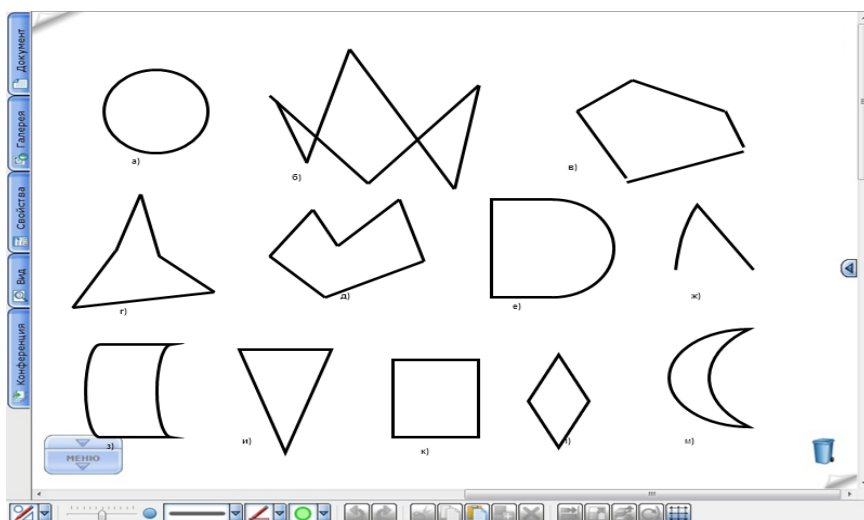 Документ
Галерея
Свойства
Вид
Конференция
а)
б)
в)
г)
д)
е)
ж)
з)
и)
к)
м)
МЕНЮ